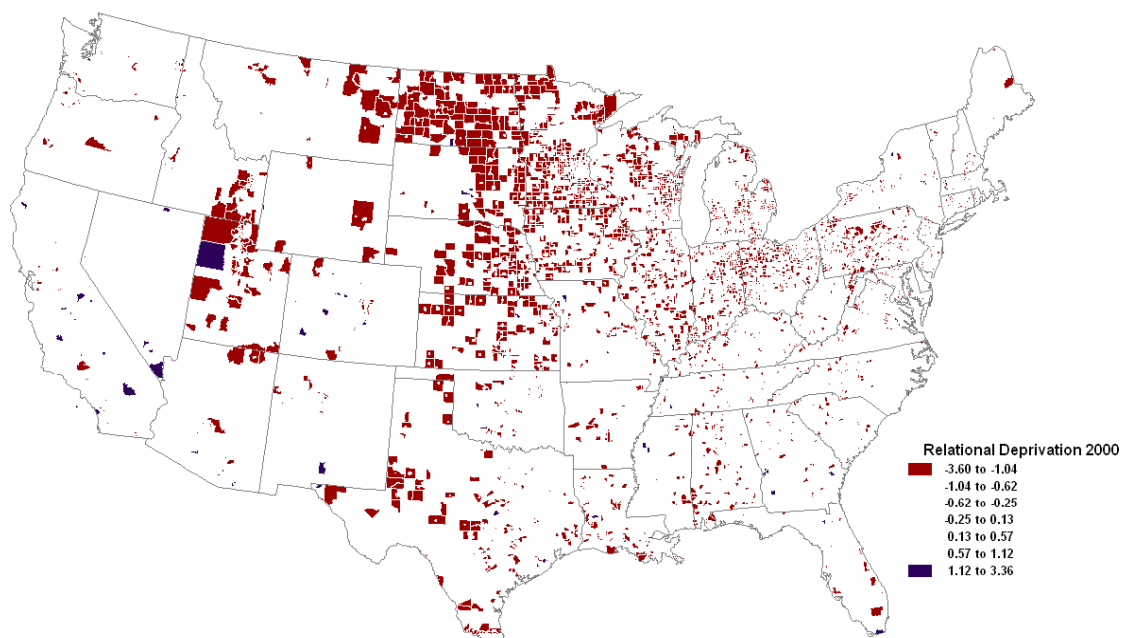 Relational Deprivation 2000
-3.60 to -1.04
-1.04 to -0.62
-0.62 to -0.25
-0.25 to 0.13
0.13 to 0.57
0.57 to 1.12
1.12 to 3.36